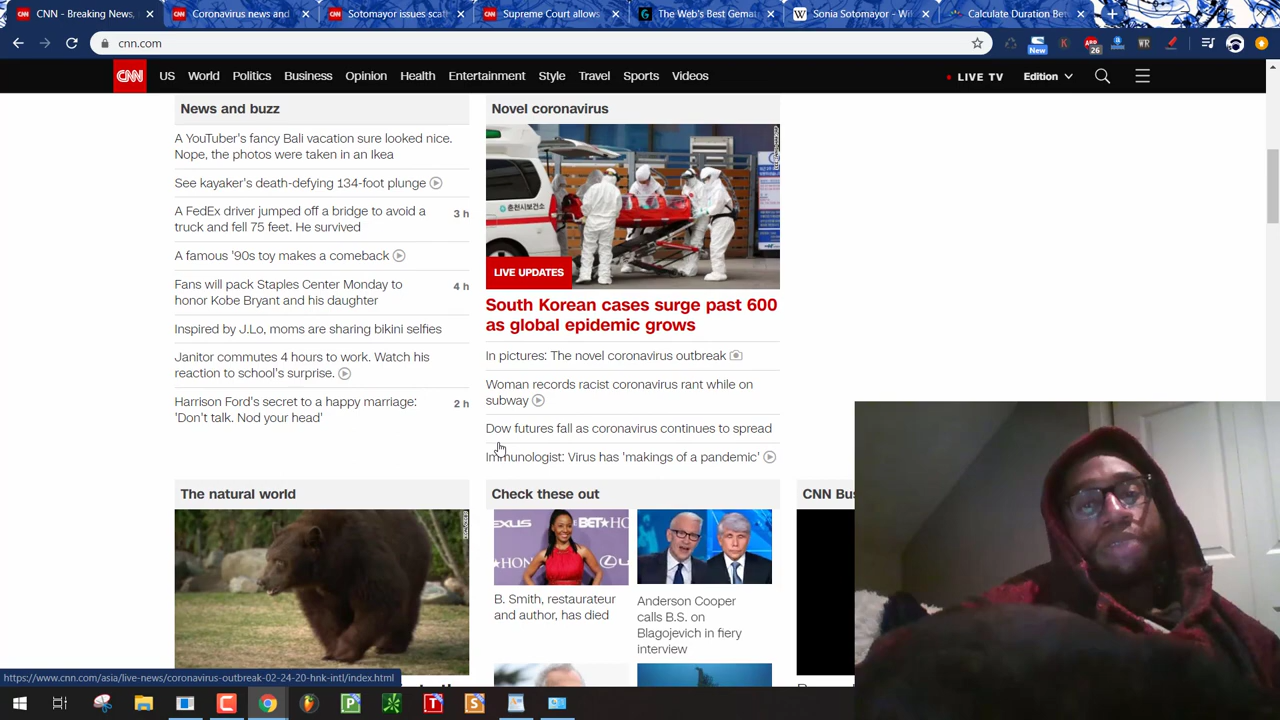 CNN - Breaking News,
Coronavirus news and
Sotomayor issues scat
Supreme Court allows
The Web's Best Gemat
Sonia Sotomayor - Wi
Calculate Duration Be
cnn.com
New
26
WR
CNN
US World Politics Business Opinion Health Entertainment Style Travel Sports Videos
LIVE TV
Edition
News and buzz
A YouTuber's fancy Bali vacation sure looked nice.
Nope, the photos were taken in an Ikea
See kayaker's death-defying 134-foot plunge
A FedEx driver jumped off a bridge to avoid a
truck and fell 75 feet. He survived
3 h
A famous '90s toy makes a comeback
Fans will pack Staples Center Monday to
honor Kobe Bryant and his daughter
4 h
Inspired by J.Lo, moms are sharing bikini selfies
Janitor commutes 4 hours to work. Watch his
reaction to school's surprise.
Harrison Ford's secret to a happy marriage:
'Don't talk. Nod your head'
2 h
Novel coronavirus
LIVE UPDATES
South Korean cases surge past 600
as global epidemic grows
In pictures: The novel coronavirus outbreak
Woman records racist coronavirus rant while on
subway
Dow futures fall as coronavirus continues to spread
Immunologist: Virus has 'makings of a pandemic'
The natural world
Check these out
EXUS
BET
HON
B. Smith, restaurateur
and author, has died
Anderson Cooper
calls B.S. on
Blagojevich in fiery
interview
CNN Bus
https://www.cnn.com/asia/live-news/coronavirus-outbreak-02-24-20-hnk-intl/index.html